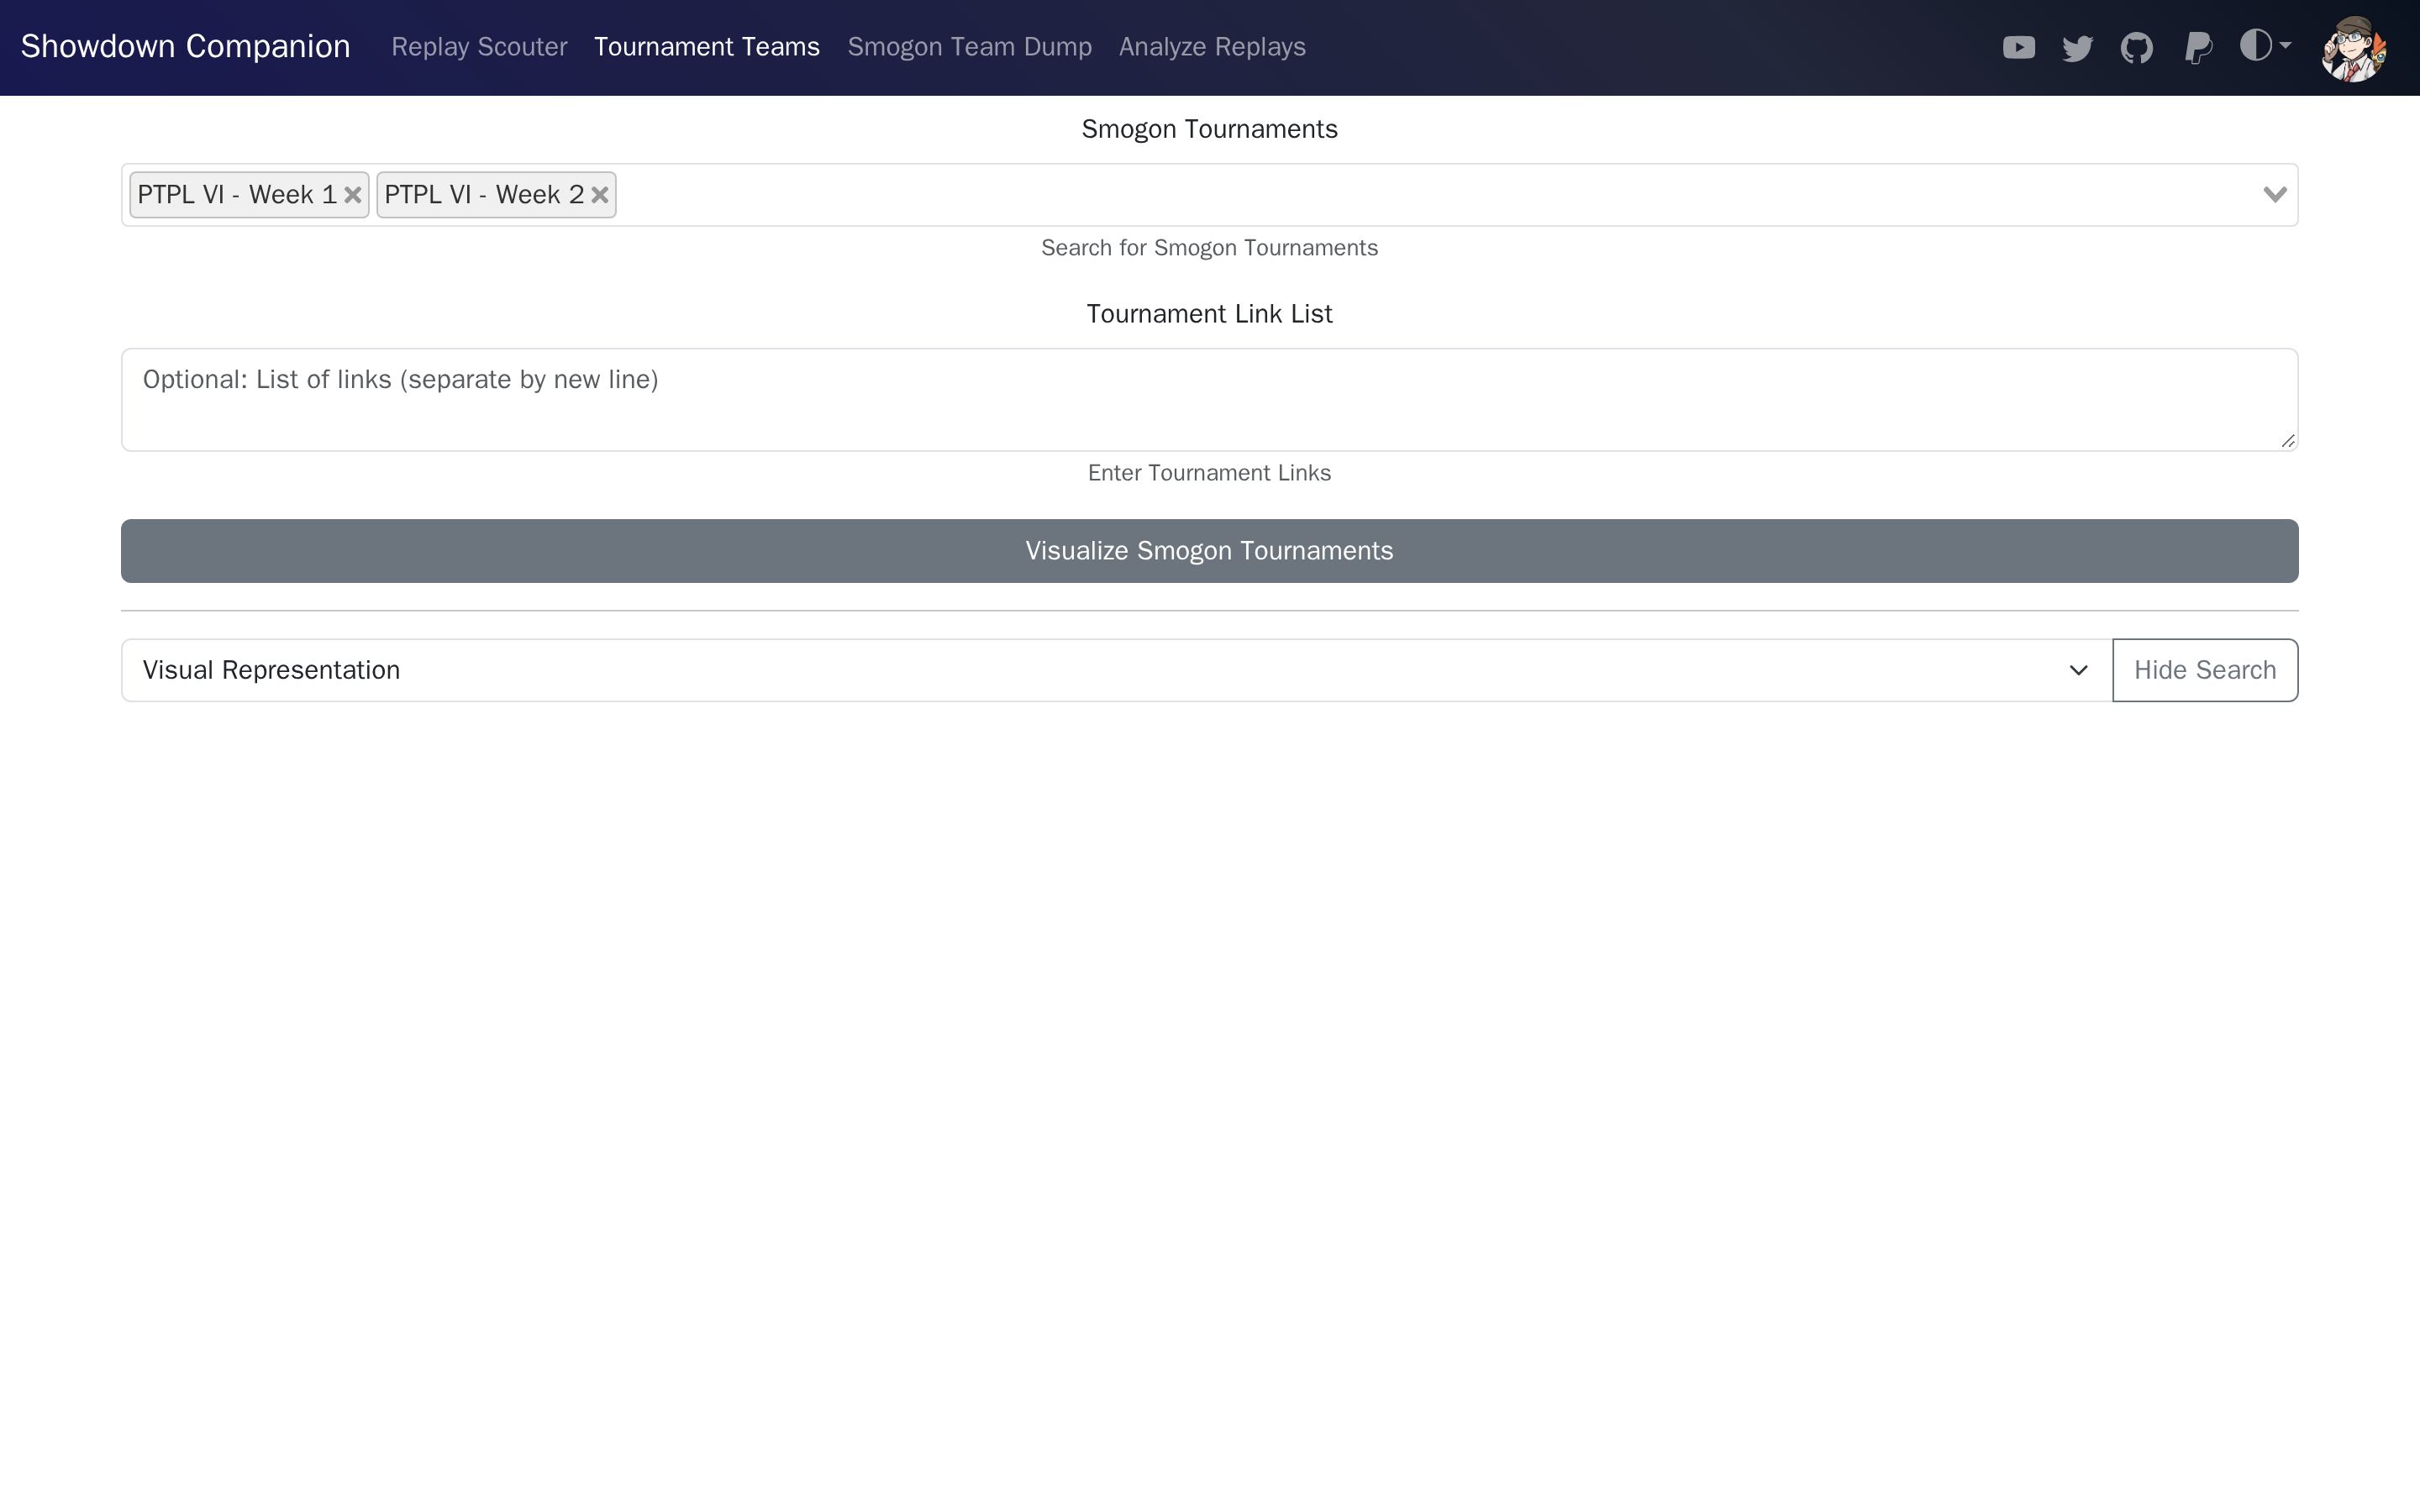 Showdown Companion Replay Scouter Tournament Teams Smogon Team Dump Analyze Replays
Smogon Tournaments
PTPL VI - Week 1 PTPL VI - Week 2
Search for Smogon Tournaments
Tournament Link List
Optional: List of links (separate by new line)
Enter Tournament Links
Visualize Smogon Tournaments
Visual Representation Hide Search